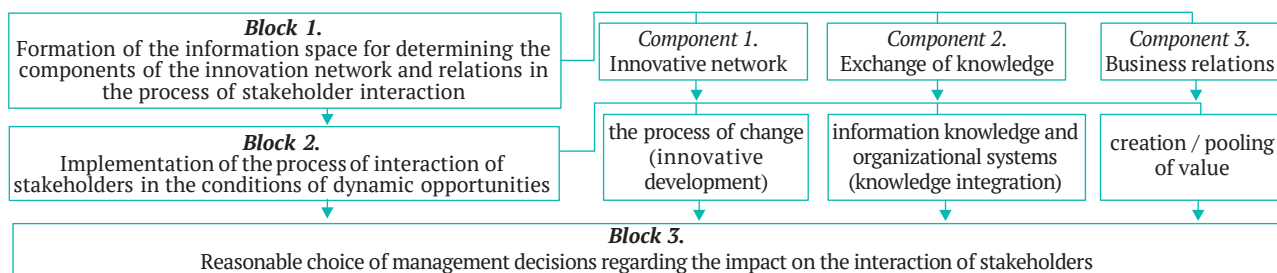 Block 1.
Formation of the information space for determining the
components of the innovation network and relations in
the process of stakeholder interaction
Component 1.
Innovative network
Component 2.
Exchange of knowledge
Component 3.
Business relations
Block 2.
Implementation of the process of interaction of
stakeholders in the conditions of dynamic opportunities
the process of change
(innovative
development)
information knowledge and
organizational systems
(knowledge integration)
creation / pooling
of value
Block 3.
Reasonable choice of management decisions regarding the impact on the interaction of stakeholders